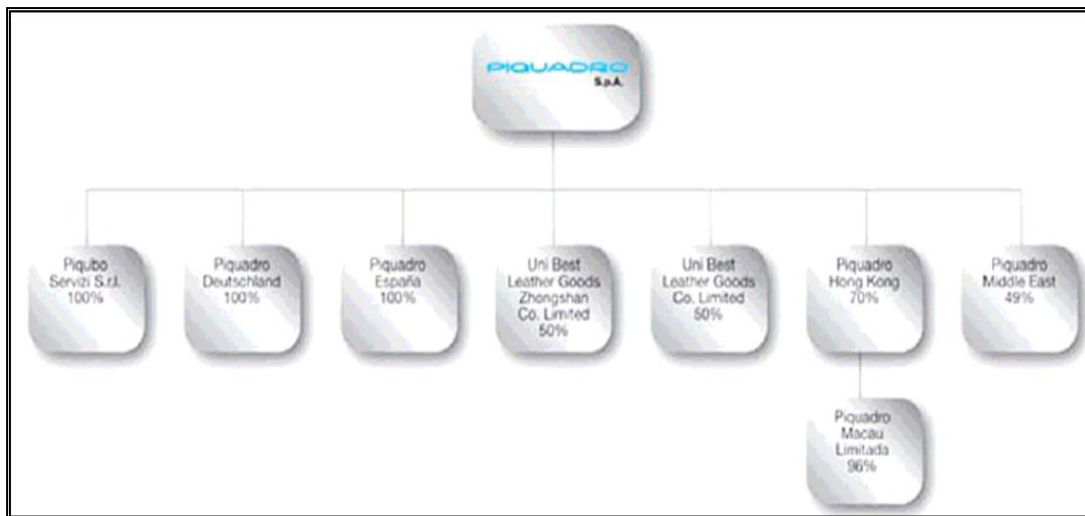 PIQUADRO
S.p.A.
Piqubo
Servizi S.r.l.
100%
Piquadro
Deutschland
100%
Piquadro
España
100%
Uni Best
Leather Goods
Zhongshan
Co. Limited
50%
Uni Best
Leather Goods
Co. Limited
50%
Piquadro
Hong Kong
70%
Piquadro
Middle East
49%
Piquadro
Macau
Limitada
96%